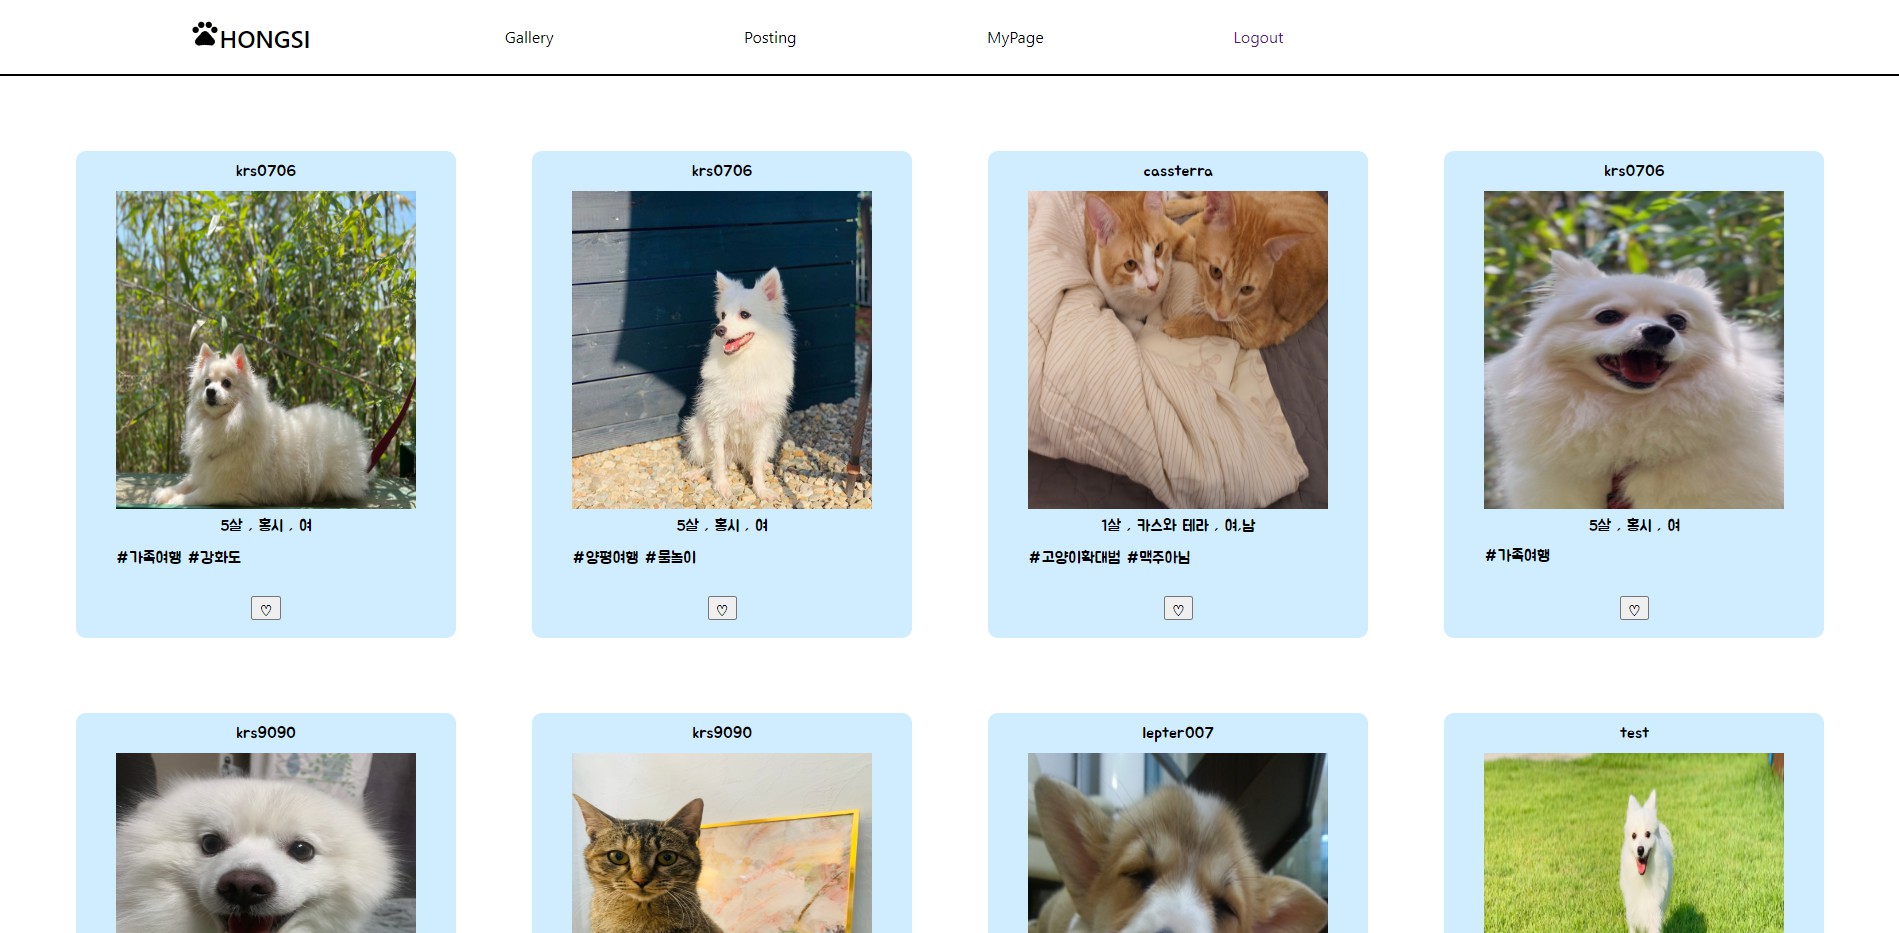 HONGSI
Gallery
Posting
MyPage
Logout
krs0706
5살 , 홍시 , 여
#가족여행 #강화도
♡
krs0706
5살 , 홍시 , 여
#양평여행 #물놀이
♡
cassterra
1살 , 카스와 테라 , 여,남
#고양이확대범 #맥주아님
♡
krs0706
5살 , 홍시 , 여
#가족여행
♡
krs9090
krs9090
lepter007
test